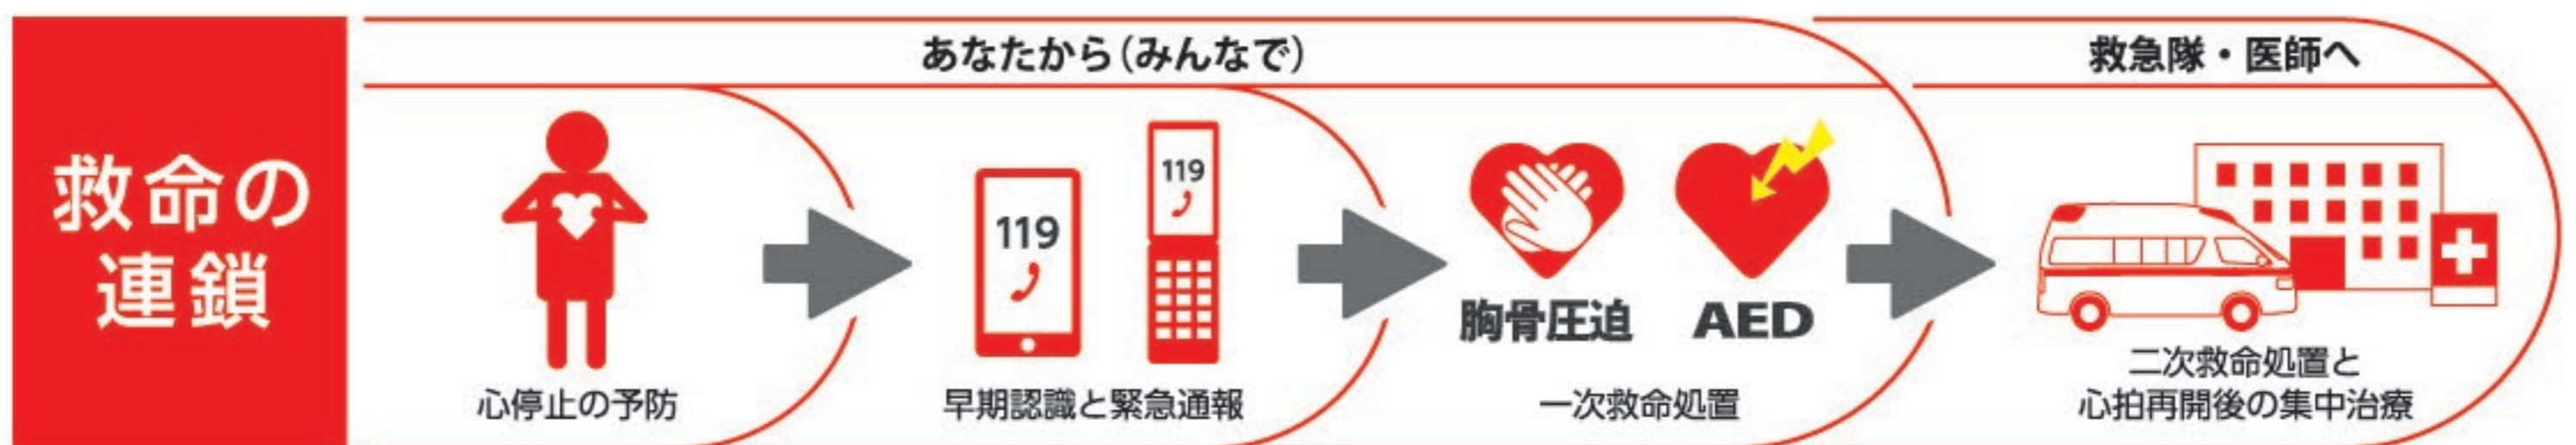 救命の
連鎖
あなたから(みんなで)
救急隊・医師へ
心停止の予防
119
119
早期認識と緊急通報
胸骨圧迫
AED
一次救命処置
二次救命処置と
心拍再開後の集中治療